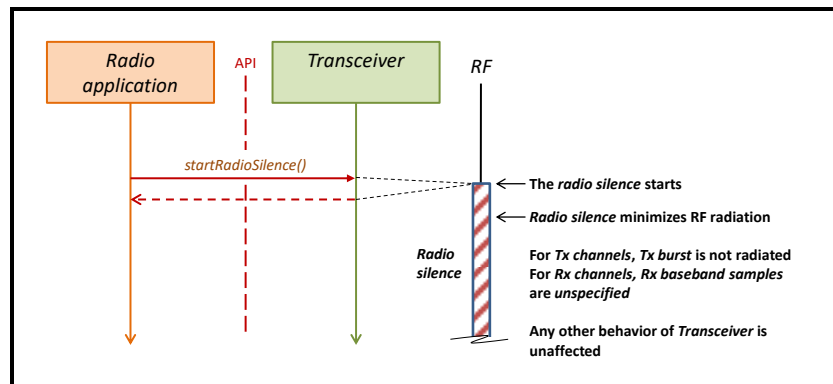 Radio
application
API
Transceiver
RF
startRadioSilence()
The radio silence starts
Radio silence minimizes RF radiation
Radio
silence
For Tx channels, Tx burst is not radiated
For Rx channels, Rx baseband samples
are unspecified
Any other behavior of Transceiver is
unaffected